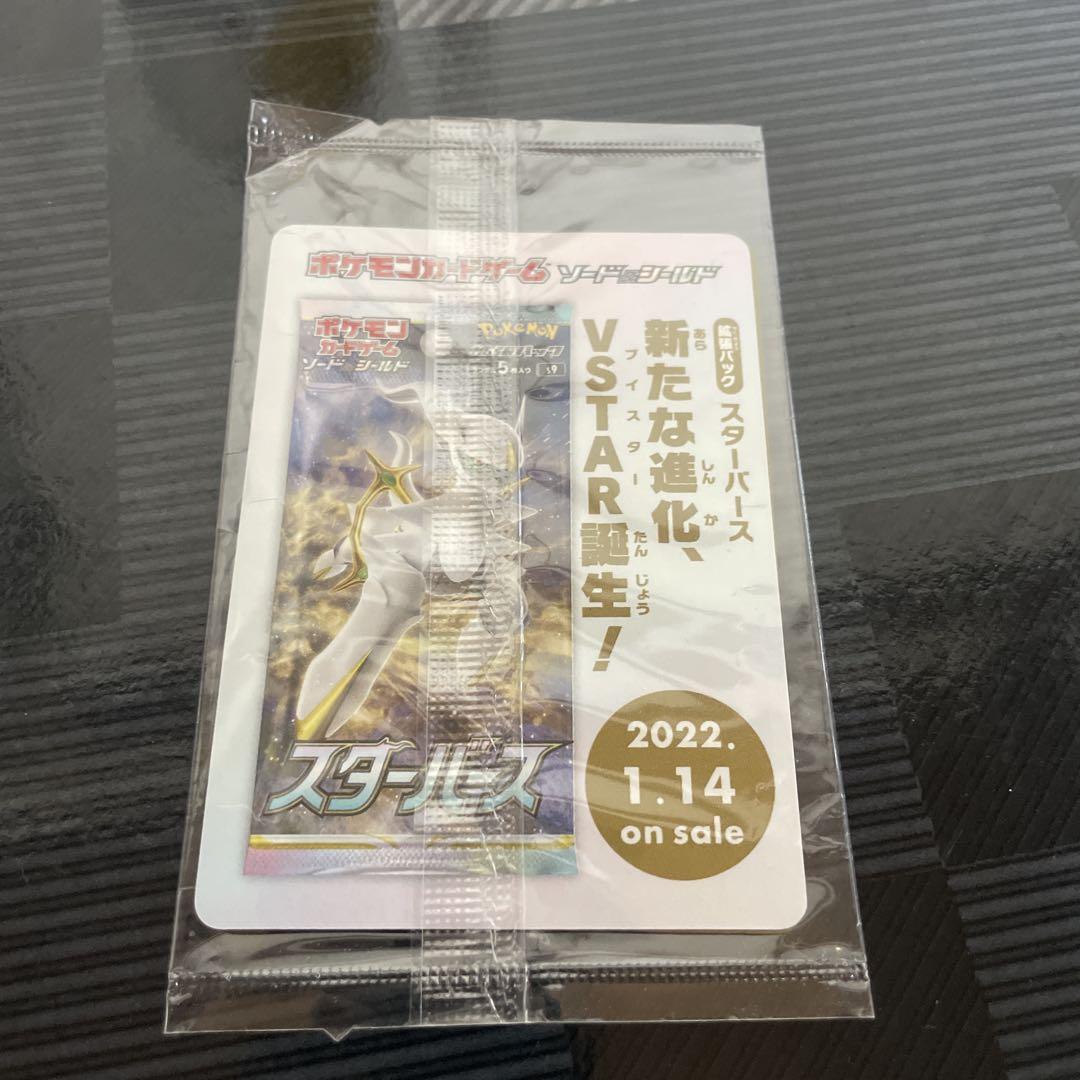 ポケモンカードゲーム ソード&シールド
拡張パック スターバース
新たな進化、
あら しん か
VSTAR誕生!
ブイスター たん じょう
ポケモン
カードゲーム
ソード&シールド
POKEMON
5枚入り S9
スターバース
2022.
1.14
on sale